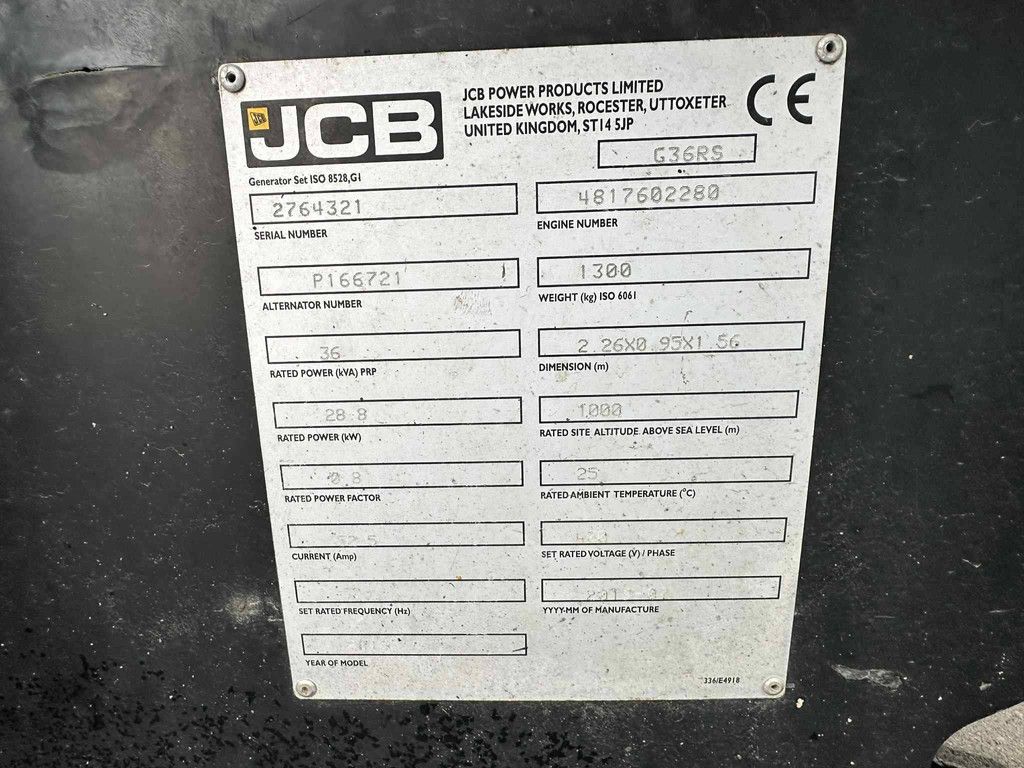 JCB
JCB
JCB POWER PRODUCTS LIMITED
LAKESIDE WORKS, ROCESTER, UTTOXETER
UNITED KINGDOM, ST14 5JP
CE
G36RS
Generator Set ISO 8528,G1
2764321
SERIAL NUMBER
4817602280
ENGINE NUMBER
P166721
ALTERNATOR NUMBER
1300
WEIGHT (kg) ISO 6061
36
RATED POWER (kVA) PRP
2.26X0.95X1.56
DIMENSION (m)
28.8
RATED POWER (kW)
1000
RATED SITE ALTITUDE ABOVE SEA LEVEL (m)
0.8
RATED POWER FACTOR
25
RATED AMBIENT TEMPERATURE (°C)
CURRENT (Amp)
SET RATED VOLTAGE (V) / PHASE
SET RATED FREQUENCY (Hz)
YYYY-MM OF MANUFACTURE
YEAR OF MODEL
336/E4918